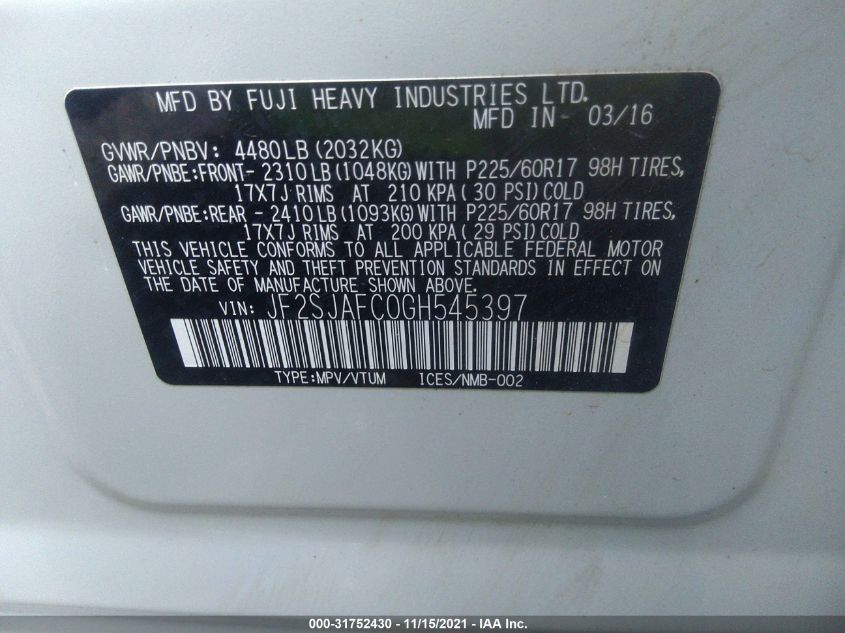 MFD BY FUJI HEAVY INDUSTRIES LTD.
MFD IN- 03/16
GVWR/PNBV: 4480LB (2032KG)
GAWR/PNBE:FRONT- 2310LB (1048KG) WITH P225/60R17 98H TIRES,
17X7J RIMS AT 210 KPA ( 30 PSI) COLD
GAWR/PNBE:REAR - 2410LB (1093KG) WITH P225/60R17 98H TIRES,
17X7J RIMS AT 200 KPA ( 29 PSI) COLD
THIS VEHICLE CONFORMS TO ALL APPLICABLE FEDERAL MOTOR
VEHICLE SAFETY AND THEFT PREVENTION STANDARDS IN EFFECT ON
THE DATE OF MANUFACTURE SHOWN ABOVE.
VIN: JF2SJAFC0GH545397
TYPE:MPV/VTUM ICES/NMB-002
000-31752430 - 11/15/2021 - IAA Inc.